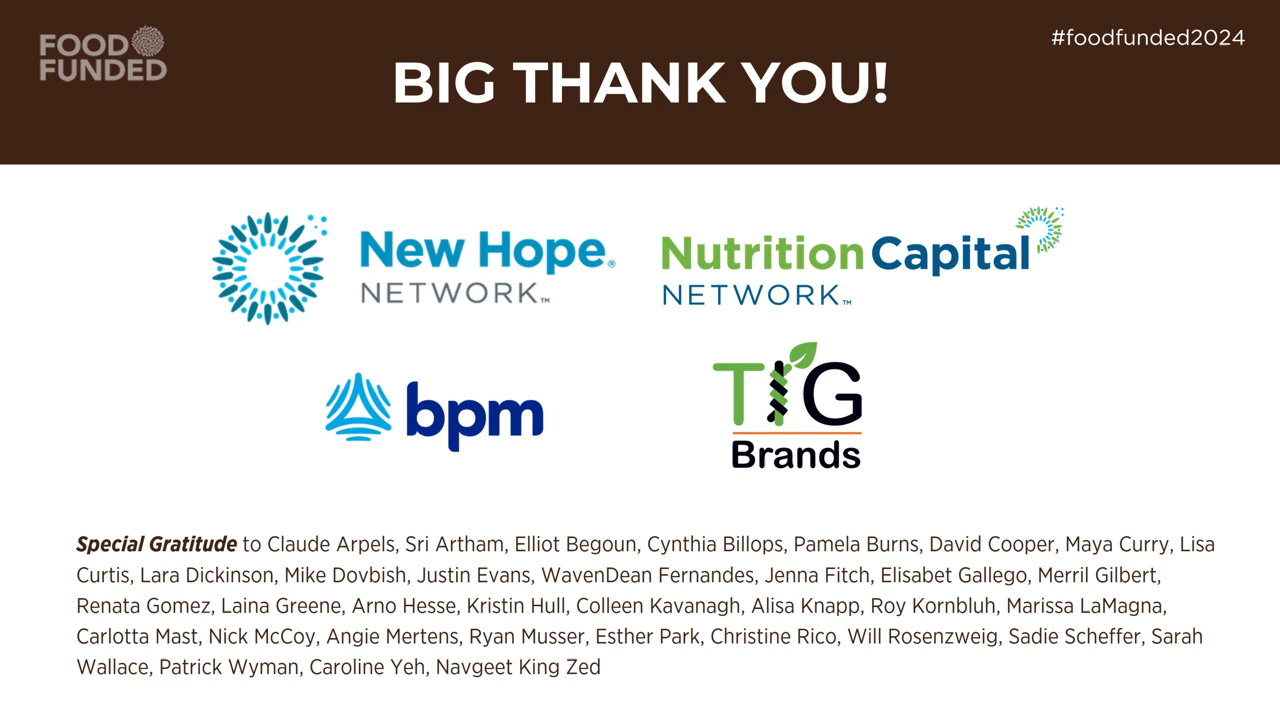 FOOD
FUNDED
#foodfunded2024
BIG THANK YOU!
New Hope®
NETWORK™
Nutrition Capital
NETWORK™
bpm
TIG
Brands
Special Gratitude to Claude Arpels, Sri Artham, Elliot Begoun, Cynthia Billops, Pamela Burns, David Cooper, Maya Curry, Lisa
Curtis, Lara Dickinson, Mike Dovbish, Justin Evans, WavenDean Fernandes, Jenna Fitch, Elisabet Gallego, Merril Gilbert,
Renata Gomez, Laina Greene, Arno Hesse, Kristin Hull, Colleen Kavanagh, Alisa Knapp, Roy Kornbluh, Marissa LaMagna,
Carlotta Mast, Nick McCoy, Angie Mertens, Ryan Musser, Esther Park, Christine Rico, Will Rosenzweig, Sadie Scheffer, Sarah
Wallace, Patrick Wyman, Caroline Yeh, Navgeet King Zed